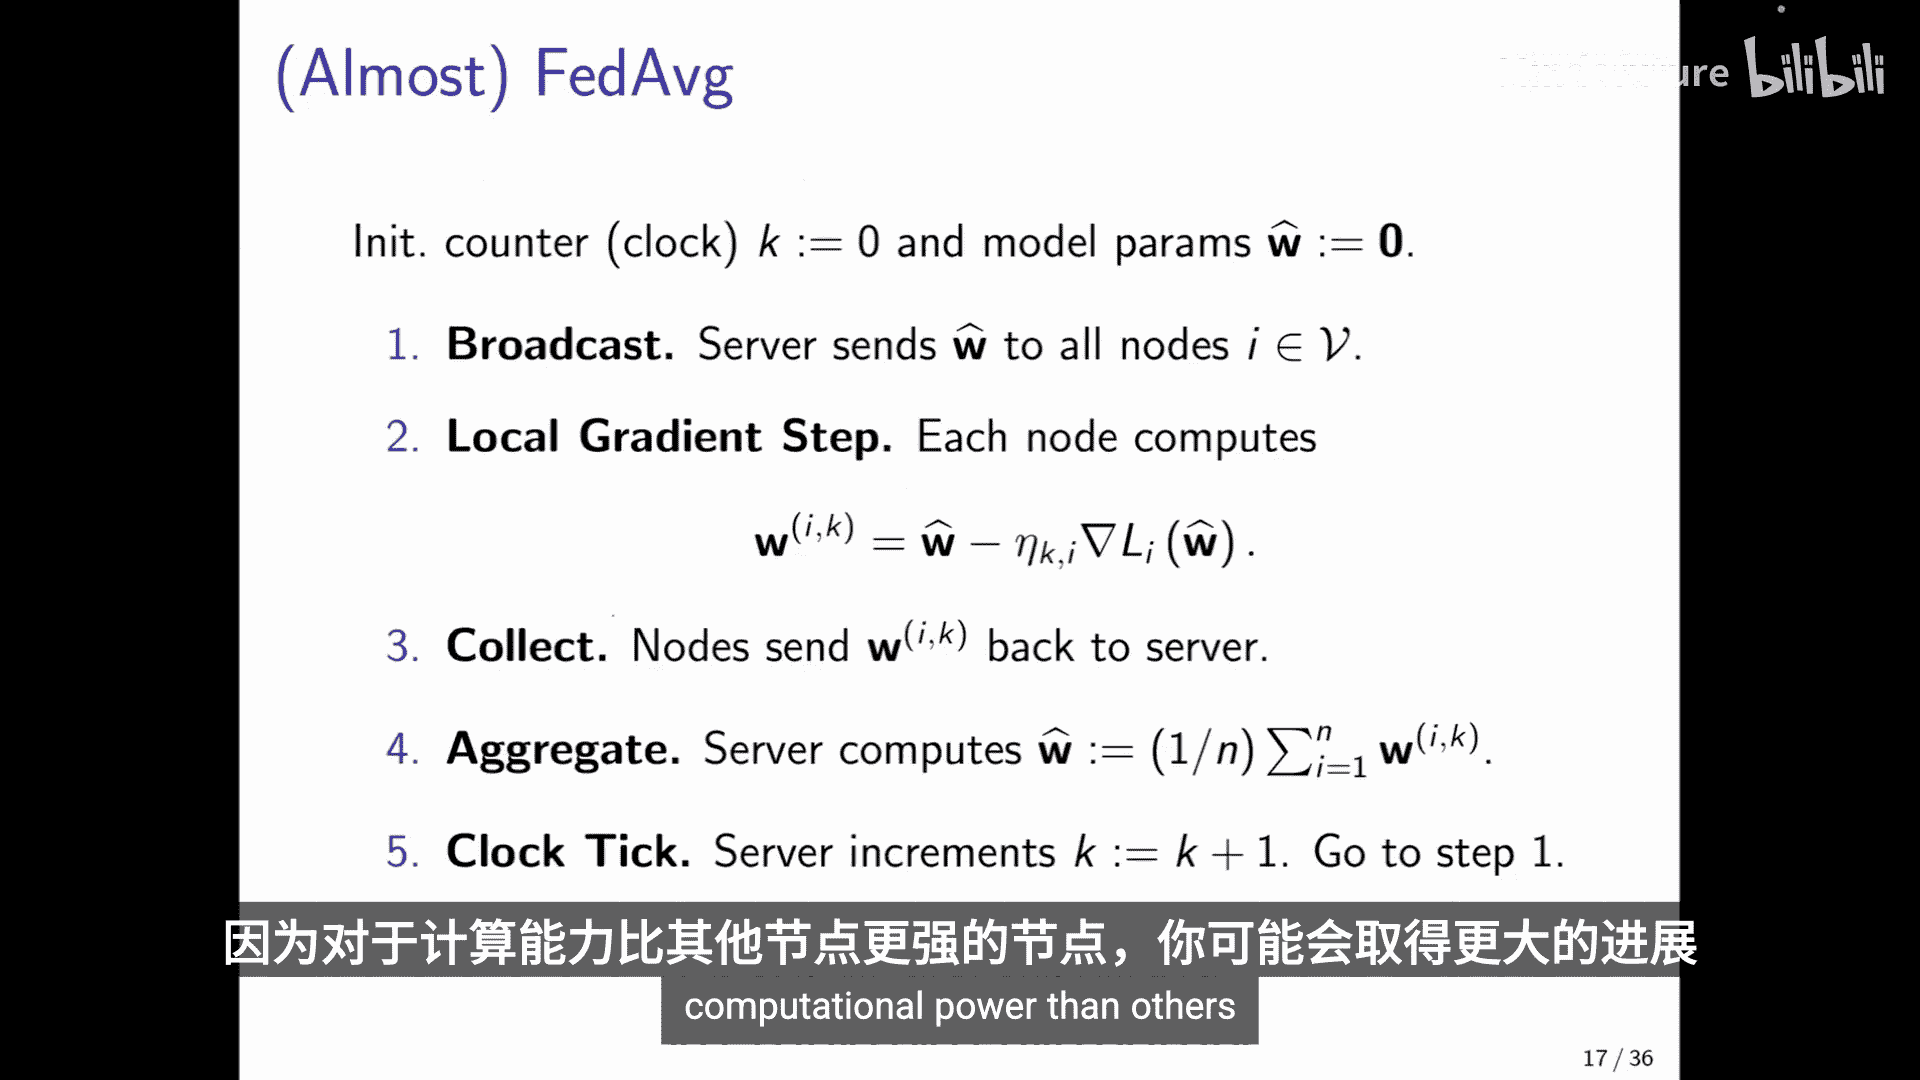 (Almost) FedAvg
bilibili
Init. counter (clock) k := 0 and model params ŵ := 0.
1. Broadcast. Server sends ŵ to all nodes i ∈ 𝒱.
2. Local Gradient Step. Each node computes
w^(i,k) = ŵ − η_{k,i}∇L_i (ŵ) .
3. Collect. Nodes send w^(i,k) back to server.
4. Aggregate. Server computes ŵ := (1/n) ∑_{i=1}^{n} w^(i,k).
5. Clock Tick. Server increments k := k + 1. Go to step 1.
因为对于计算能力比其他节点更强的节点，你可能会取得更大的进展
computational power than others
17 / 36